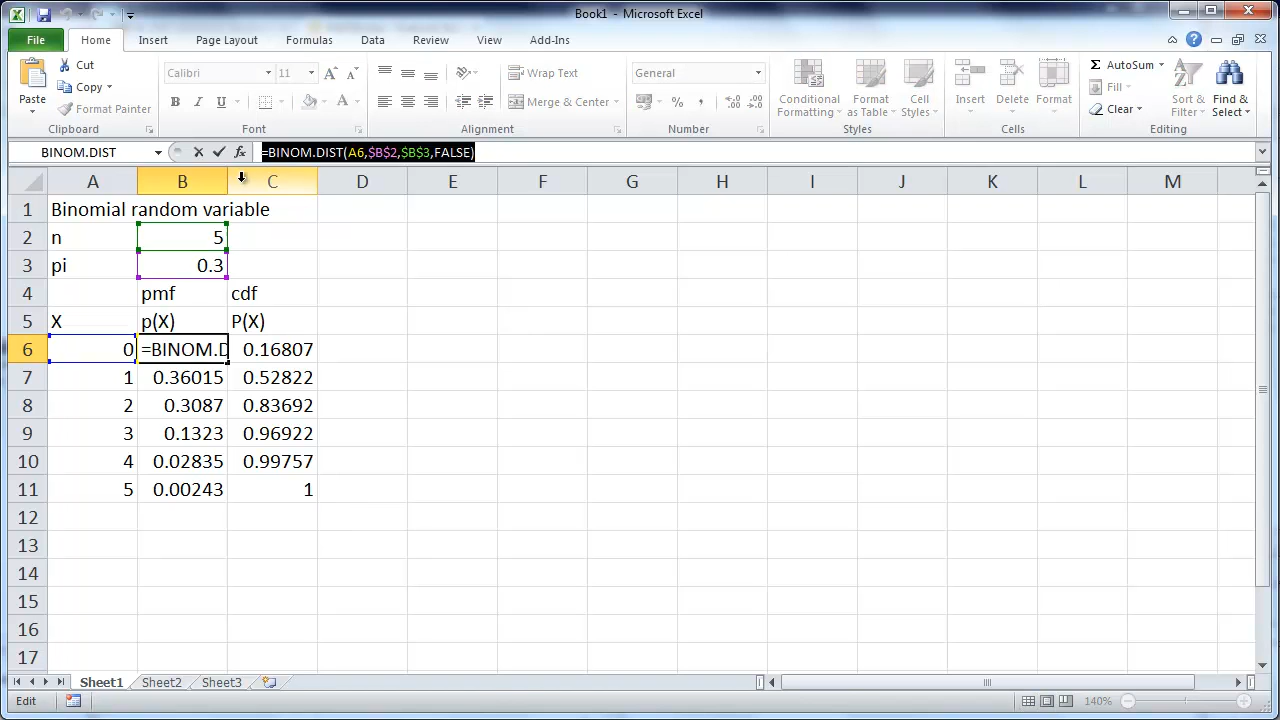 Book1 - Microsoft Excel
File Home Insert Page Layout Formulas Data Review View Add-Ins
Paste
Cut
Copy
Format Painter
Clipboard
Calibri 11
B I U
Font
Wrap Text
Merge & Center
Alignment
General
Number
Conditional Formatting
Format as Table
Cell Styles
Styles
Insert Delete Format
Cells
AutoSum
Fill
Clear
Sort & Filter
Find & Select
Editing
BINOM.DIST
=BINOM.DIST(A6,$B$2,$B$3,FALSE)
A B C D E F G H I J K L M
1 Binomial random variable
2 n 5
3 pi 0.3
4 pmf cdf
5 X p(X) P(X)
6 0 =BINOM.D 0.16807
7 1 0.36015 0.52822
8 2 0.3087 0.83692
9 3 0.1323 0.96922
10 4 0.02835 0.99757
11 5 0.00243 1
12
13
14
15
16
17
Sheet1 Sheet2 Sheet3
Edit
140%